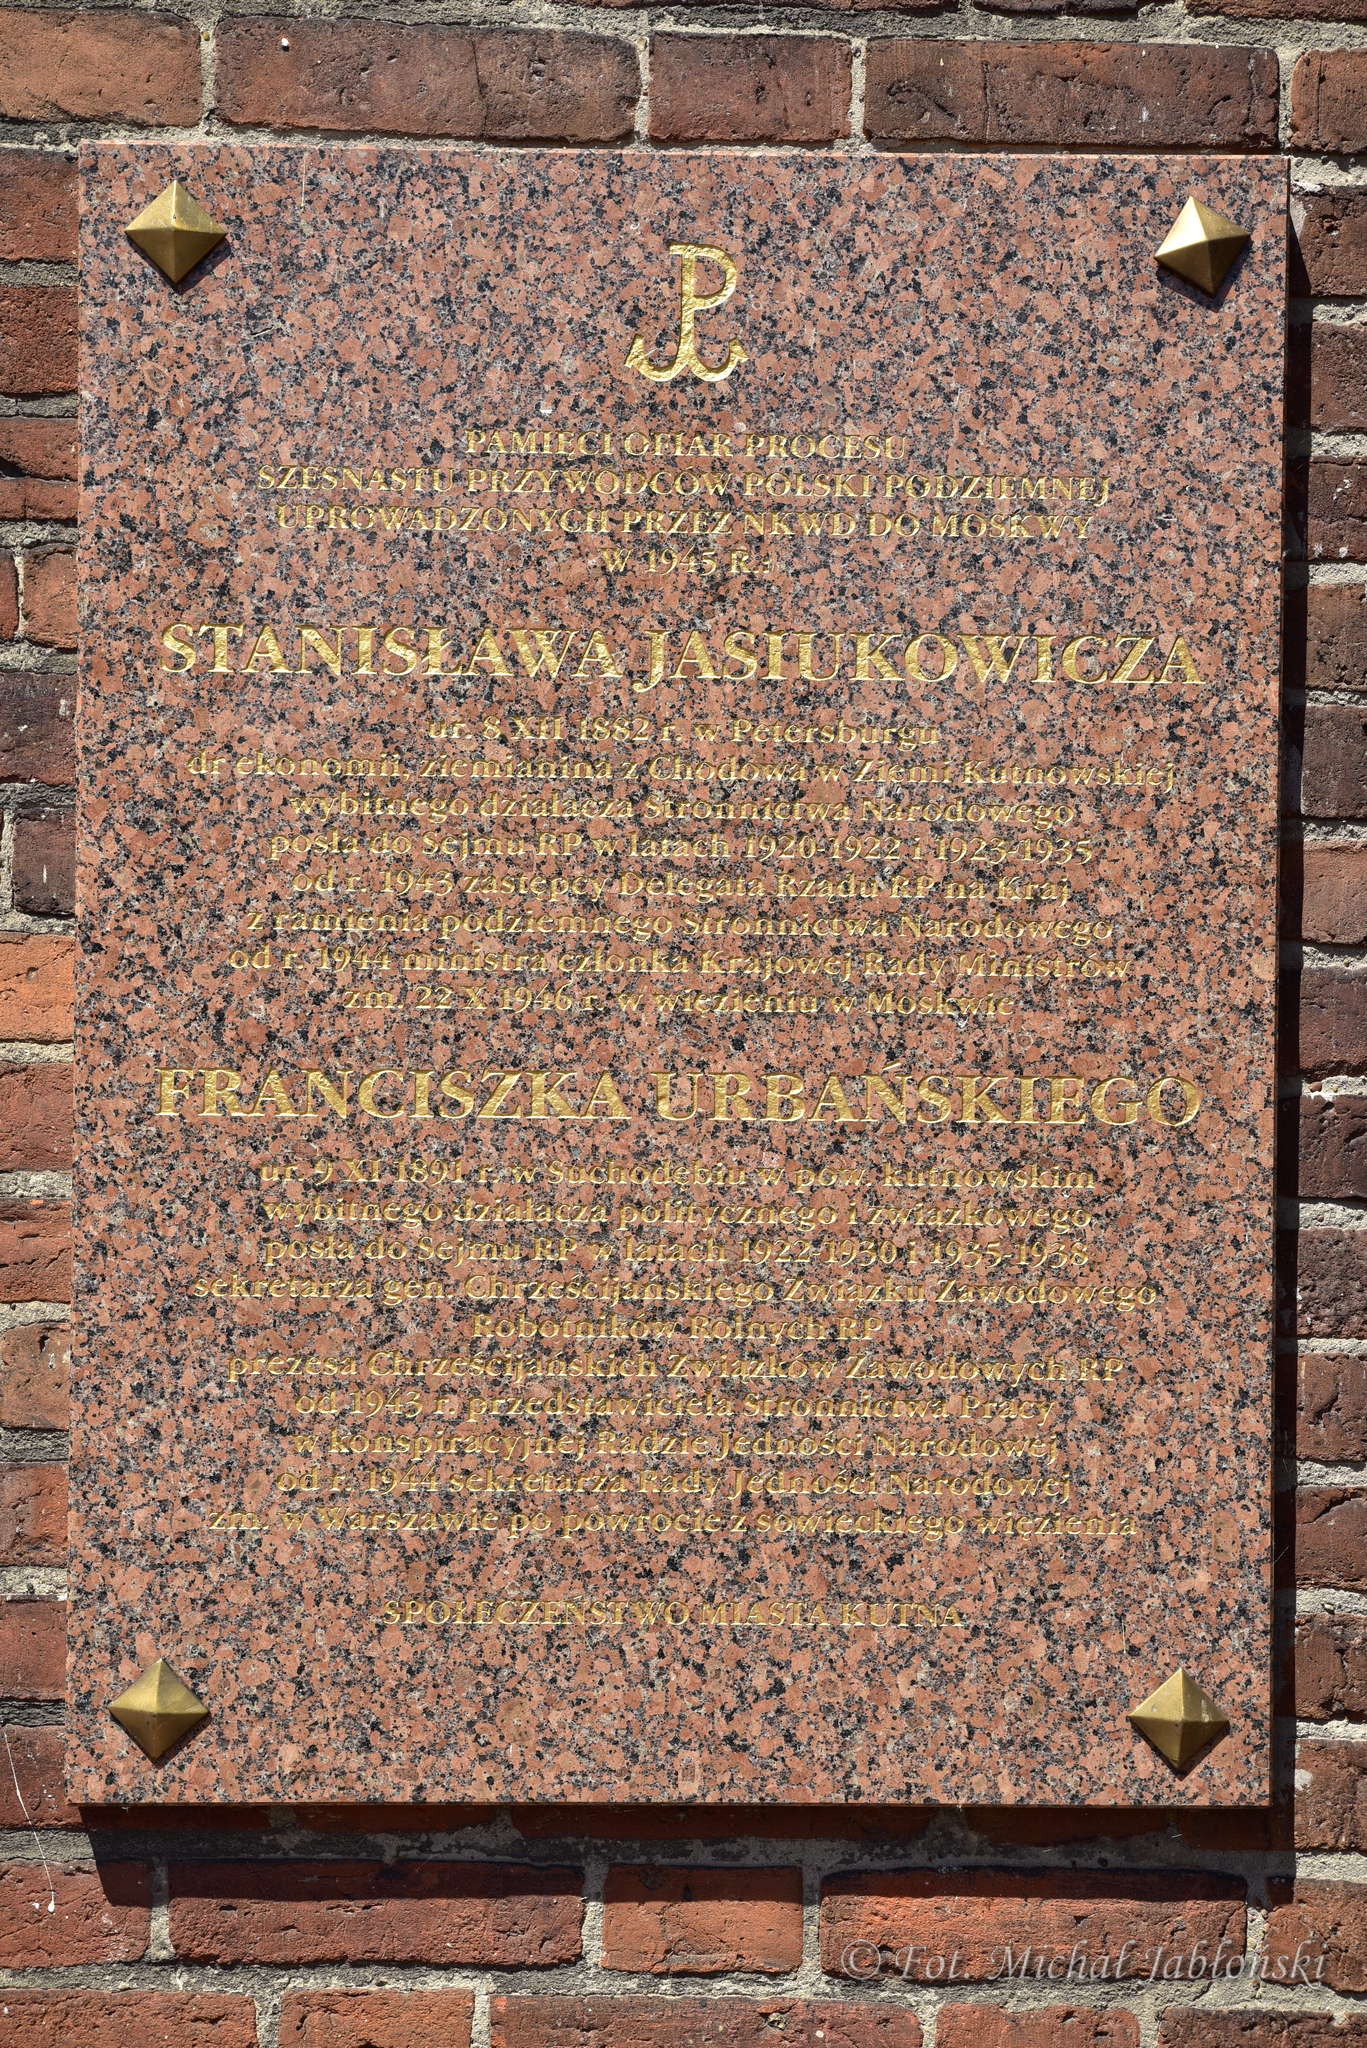 PAMIĘCI OFIAR PROCESU
SZESNASTU PRZYWÓDCÓW POLSKI PODZIEMNEJ
UPROWADZONYCH PRZEZ NKWD DO MOSKWY
W 1945 R.:
STANISŁAWA JASIUKOWICZA
ur. 8 XII 1882 r. w Petersburgu
dr ekonomii, ziemianina z Chodowa w Ziemi Kutnowskiej
wybitnego działacza Stronnictwa Narodowego
posła do Sejmu RP w latach 1920-1922 i 1923-1935
od r. 1943 zastępcy Delegata Rządu RP na Kraj
z ramienia podziemnego Stronnictwa Narodowego
od r. 1944 ministra członka Krajowej Rady Ministrów
zm. 22 X 1946 r. w więzieniu w Moskwie
FRANCISZKA URBAŃSKIEGO
ur. 9 XI 1891 r. w Suchodębiu w pow. kutnowskim
wybitnego działacza politycznego i związkowego
posła do Sejmu RP w latach 1922-1930 i 1935-1938
sekretarza gen. Chrześcijańskiego Związku Zawodowego
Robotników Rolnych RP
prezesa Chrześcijańskich Związków Zawodowych RP
od 1943 r. przedstawiciela Stronnictwa Pracy
w konspiracyjnej Radzie Jedności Narodowej
od r. 1944 sekretarza Rady Jedności Narodowej
zm. w Warszawie po powrocie z sowieckiego więzienia
SPOŁECZEŃSTWO MIASTA KUTNA
© Fot. Michał Jabłoński